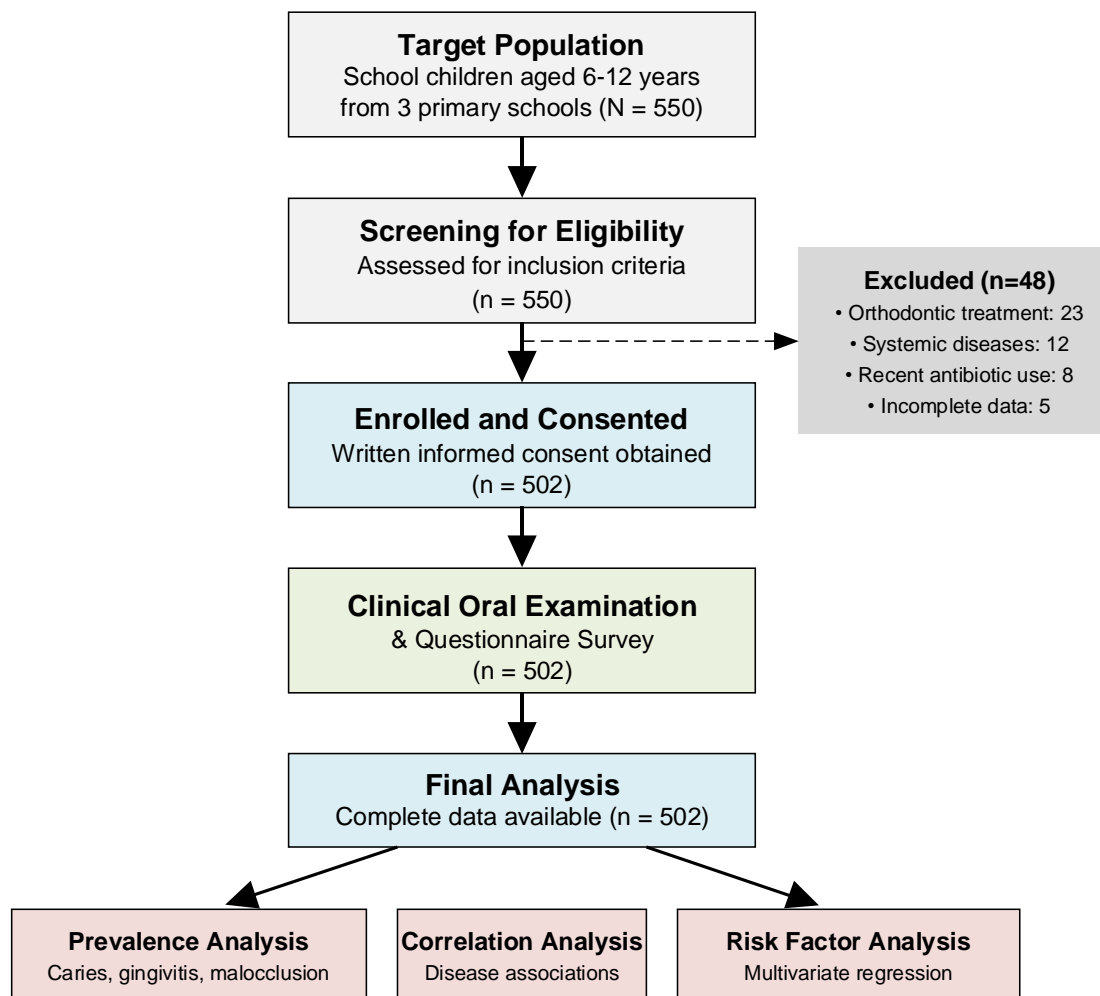 Target Population
School children aged 6-12 years
from 3 primary schools (N = 550)
Screening for Eligibility
Assessed for inclusion criteria
(n = 550)
Excluded (n=48)
• Orthodontic treatment: 23
• Systemic diseases: 12
• Recent antibiotic use: 8
• Incomplete data: 5
Enrolled and Consented
Written informed consent obtained
(n = 502)
Clinical Oral Examination
& Questionnaire Survey
(n = 502)
Final Analysis
Complete data available (n = 502)
Prevalence Analysis
Caries, gingivitis, malocclusion
Correlation Analysis
Disease associations
Risk Factor Analysis
Multivariate regression